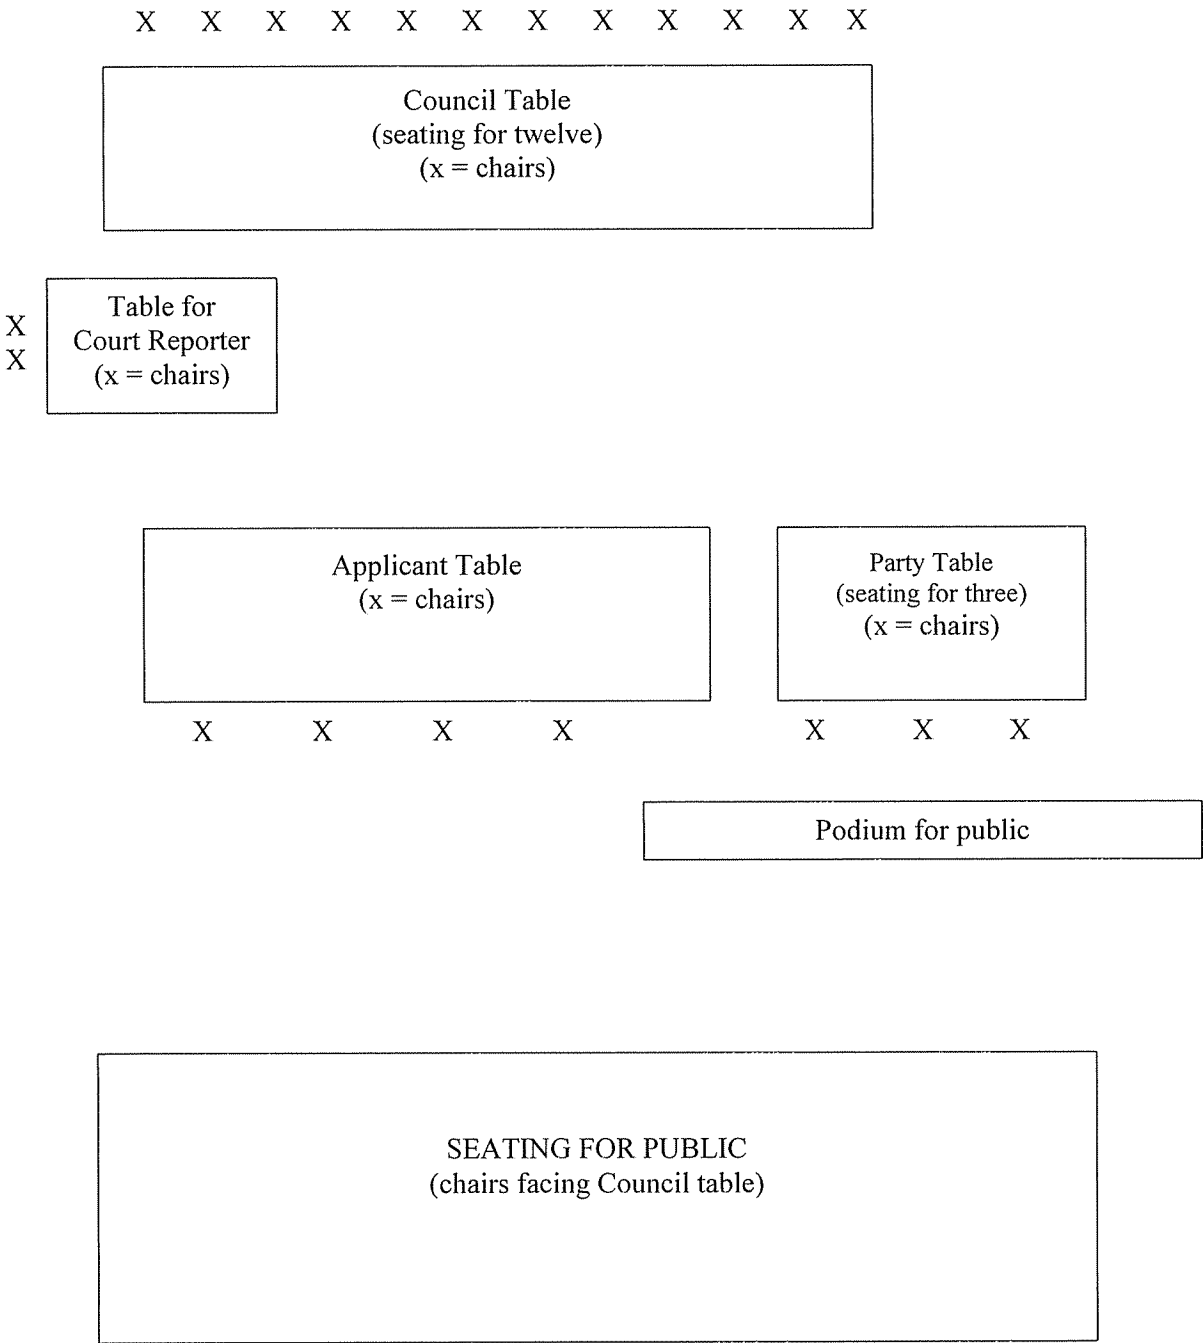 X X X X X X X X X X X X
Council Table
(seating for twelve)
(x = chairs)
Table for
Court Reporter
(x = chairs)
X
X
Applicant Table
(x = chairs)
Party Table
(seating for three)
(x = chairs)
X X X X
X X X
Podium for public
SEATING FOR PUBLIC
(chairs facing Council table)